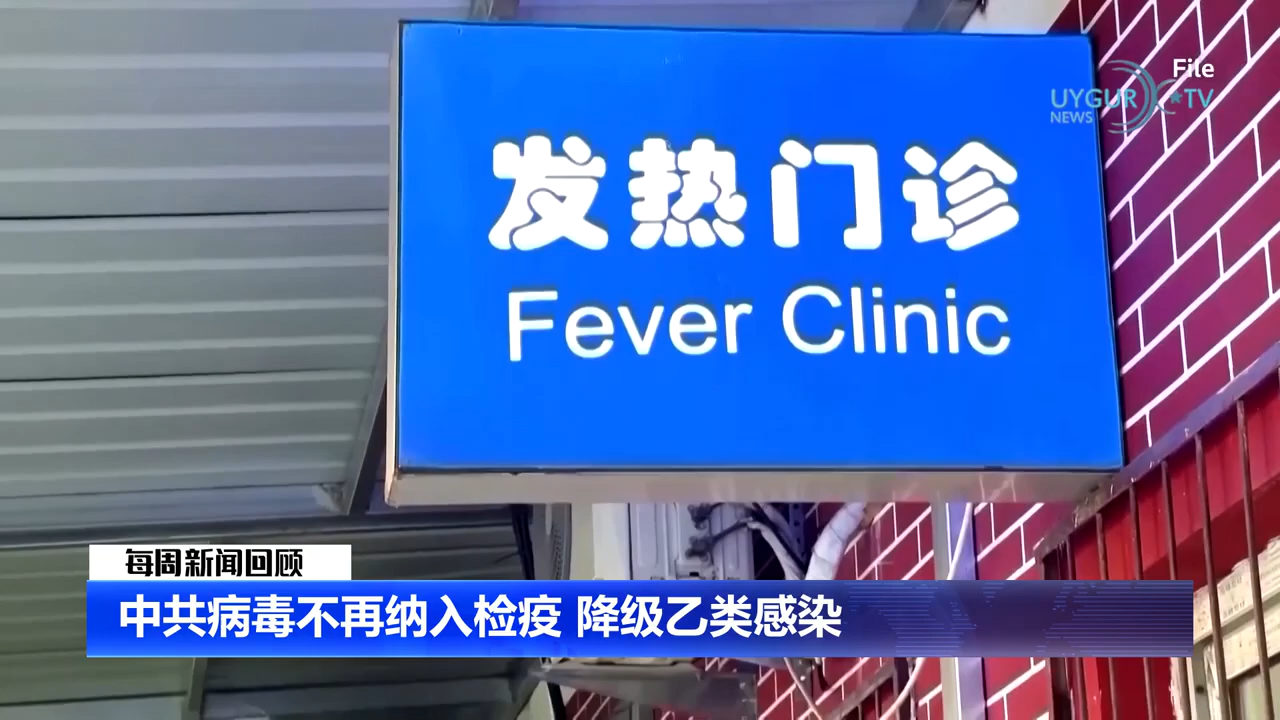 File
UYGUR TV
NEWS
发热门诊
Fever Clinic
每周新闻回顾
中共病毒不再纳入检疫 降级乙类感染